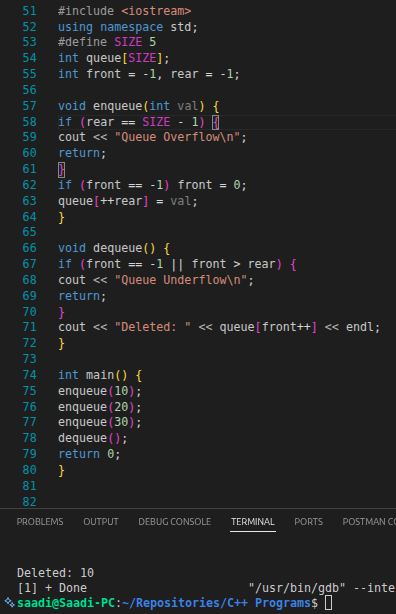 51 #include <iostream>
52 using namespace std;
53 #define SIZE 5
54 int queue[SIZE];
55 int front = -1, rear = -1;
56
57 void enqueue(int val) {
58 if (rear == SIZE - 1) {
59 cout << "Queue Overflow\n";
60 return;
61 }
62 if (front == -1) front = 0;
63 queue[++rear] = val;
64 }
65
66 void dequeue() {
67 if (front == -1 || front > rear) {
68 cout << "Queue Underflow\n";
69 return;
70 }
71 cout << "Deleted: " << queue[front++] << endl;
72 }
73
74 int main() {
75 enqueue(10);
76 enqueue(20);
77 enqueue(30);
78 dequeue();
79 return 0;
80 }
81
82
PROBLEMS OUTPUT DEBUG CONSOLE TERMINAL PORTS POSTMAN CO
Deleted: 10
[1] + Done "/usr/bin/gdb" --inte
saadi@Saadi-PC:~/Repositories/C++ Programs$